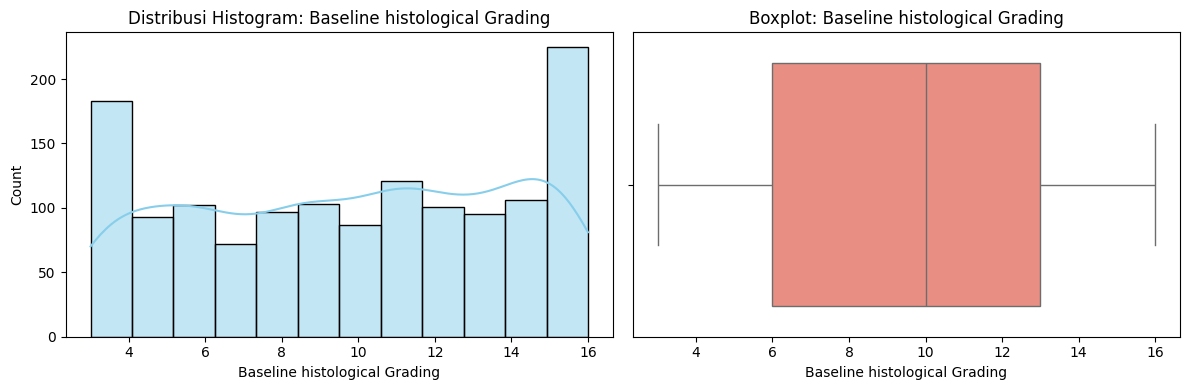 Distribusi Histogram: Baseline histological Grading
200
150
100
50
0
Count
4 6 8 10 12 14 16
Baseline histological Grading
Boxplot: Baseline histological Grading
4 6 8 10 12 14 16
Baseline histological Grading